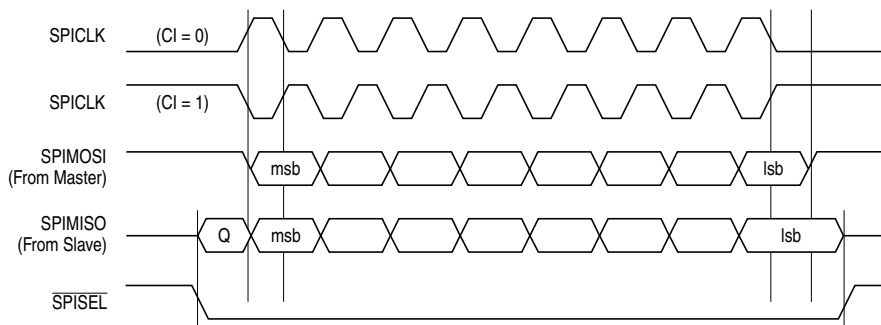 SPICLK (CI = 0)
SPICLK (CI = 1)
SPIMOSI
(From Master)
msb lsb
SPIMISO
(From Slave)
Q msb lsb
SPISEL